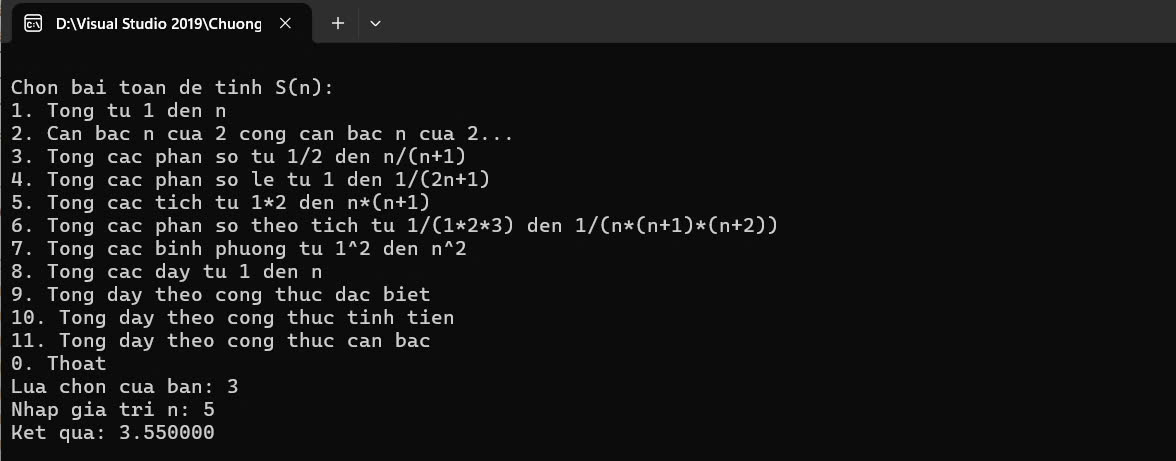 D:\Visual Studio 2019\Chuong
Chon bai toan de tinh S(n):
1. Tong tu 1 den n
2. Can bac n cua 2 cong can bac n cua 2...
3. Tong cac phan so tu 1/2 den n/(n+1)
4. Tong cac phan so le tu 1 den 1/(2n+1)
5. Tong cac tich tu 1*2 den n*(n+1)
6. Tong cac phan so theo tich tu 1/(1*2*3) den 1/(n*(n+1)*(n+2))
7. Tong cac binh phuong tu 1^2 den n^2
8. Tong cac day tu 1 den n
9. Tong day theo cong thuc dac biet
10. Tong day theo cong thuc tinh tien
11. Tong day theo cong thuc can bac
0. Thoat
Lua chon cua ban: 3
Nhap gia tri n: 5
Ket qua: 3.550000